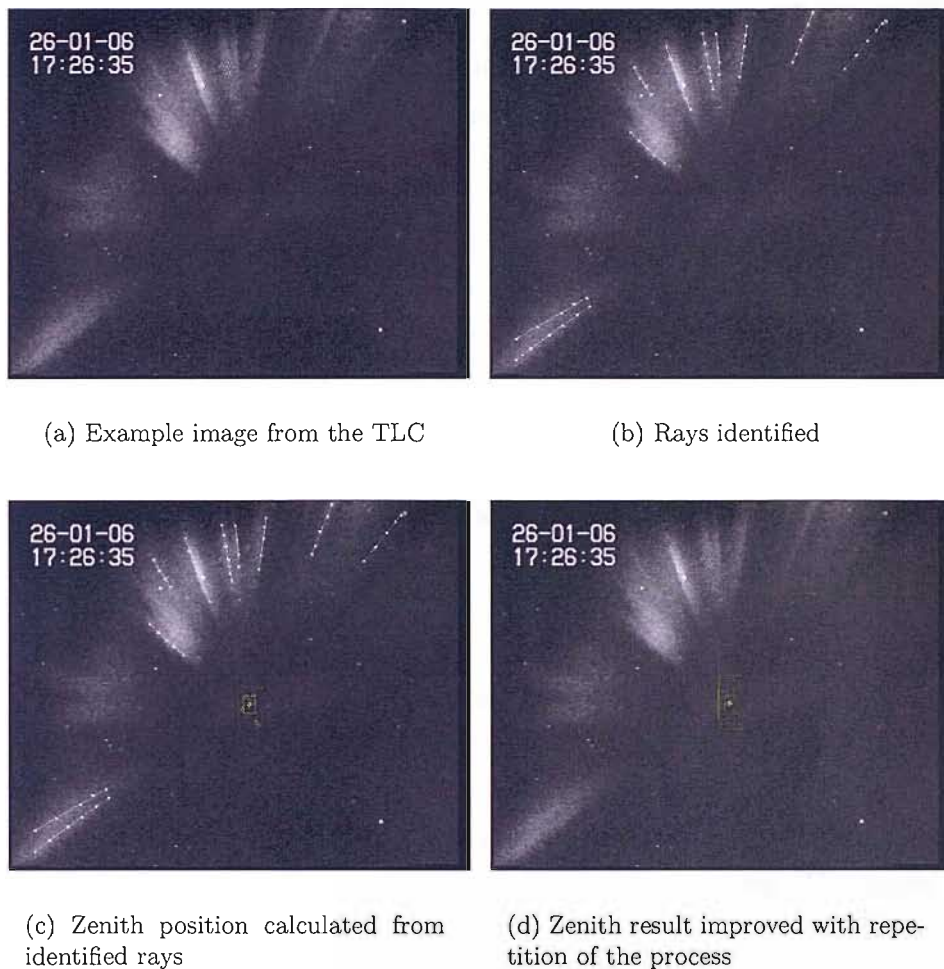 26-01-06
17:26:35
26-01-06
17:26:35
(a) Example image from the TLC
(b) Rays identified
26-01-06
17:26:35
26-01-06
17:26:35
(c) Zenith position calculated from
identified rays
(d) Zenith result improved with repe-
tition of the process